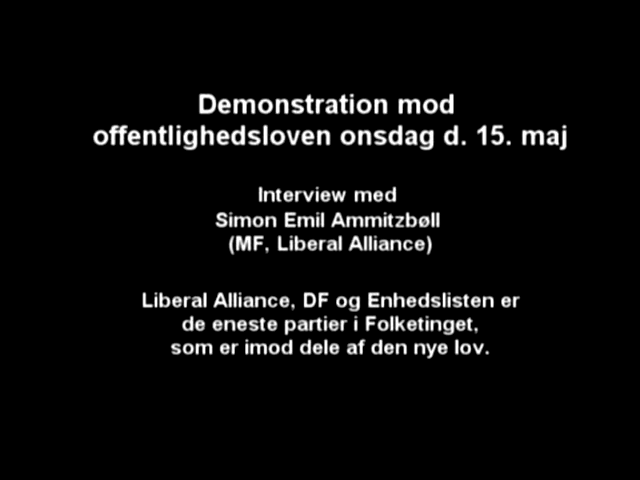 Demonstration mod
offentlighedsloven onsdag d. 15. maj
Interview med
Simon Emil Ammitzbøll
(MF, Liberal Alliance)
Liberal Alliance, DF og Enhedslisten er
de eneste partier i Folketinget,
som er imod dele af den nye lov.